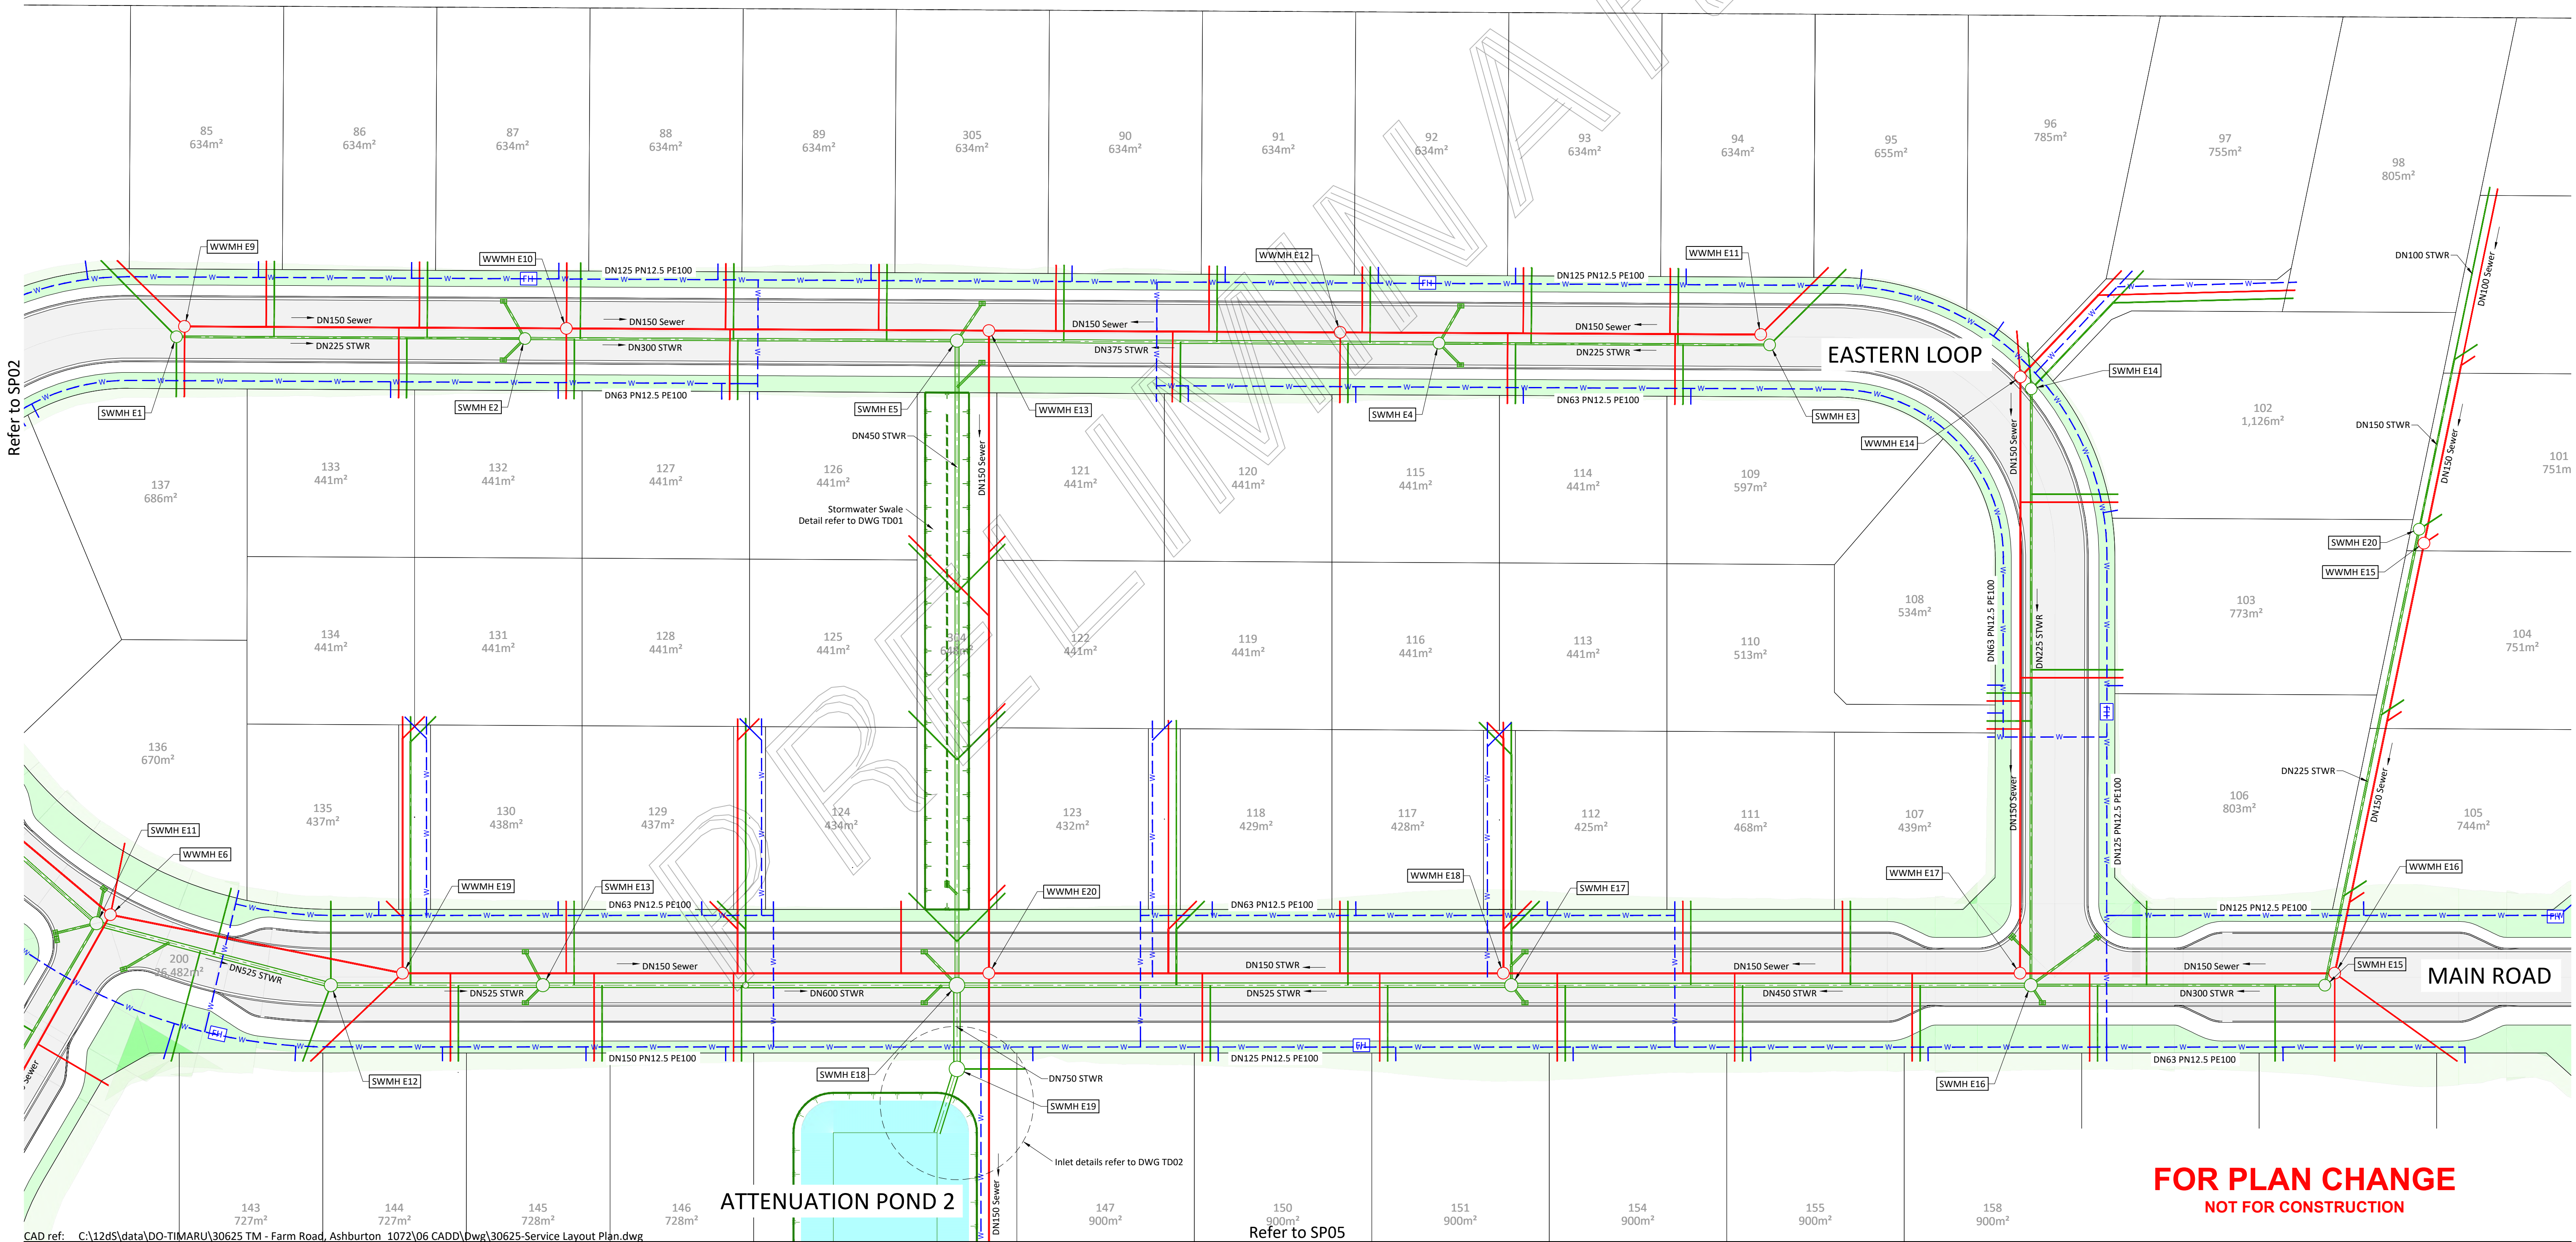 85
634m²
86
634m²
87
634m²
88
634m²
89
634m²
305
634m²
90
634m²
91
634m²
92
634m²
93
634m²
94
634m²
95
655m²
96
785m²
97
755m²
98
805m²
Refer to SP02
WWMH E9
WWMH E10
DN125 PN12.5 PE100
FH
WWMH E12
FH
DN125 PN12.5 PE100
WWMH E11
DN100 STWR
DN100 Sewer
DN150 Sewer
DN150 Sewer
DN150 Sewer
DN150 Sewer
DN225 STWR
DN300 STWR
DN375 STWR
DN225 STWR
EASTERN LOOP
SWMH E14
SWMH E1
SWMH E2
DN63 PN12.5 PE100
SWMH E5
WWMH E13
SWMH E4
DN63 PN12.5 PE100
SWMH E3
WWMH E14
DN450 STWR
DN150 Sewer
DN150 Sewer
DN150 STWR
DN150 Sewer
102
1,126m²
101
751m
137
686m²
133
441m²
132
441m²
127
441m²
126
441m²
121
441m²
120
441m²
115
441m²
114
441m²
109
597m²
Stormwater Swale
Detail refer to DWG TD01
SWMH E20
WWMH E15
134
441m²
131
441m²
128
441m²
125
441m²
304
648m²
122
441m²
119
441m²
116
441m²
113
441m²
110
513m²
108
534m²
DN63 PN12.5 PE100
DN225 STWR
103
773m²
104
751m²
FH
136
670m²
135
437m²
130
438m²
129
437m²
124
434m²
123
432m²
118
429m²
117
428m²
112
425m²
111
468m²
107
439m²
DN150 Sewer
DN125 PN12.5 PE100
106
803m²
DN225 STWR
DN150 Sewer
105
744m²
SWMH E11
WWMH E6
WWMH E19
SWMH E13
WWMH E20
WWMH E18
SWMH E17
WWMH E17
WWMH E16
DN63 PN12.5 PE100
DN63 PN12.5 PE100
DN125 PN12.5 PE100
FH
200
26,482m²
DN525 STWR
DN150 Sewer
DN150 STWR
DN150 Sewer
DN150 Sewer
SWMH E15
MAIN ROAD
DN525 STWR
DN600 STWR
DN525 STWR
DN450 STWR
DN300 STWR
FH
FH
DN150 PN12.5 PE100
DN125 PN12.5 PE100
DN63 PN12.5 PE100
Sewer
SWMH E12
SWMH E18
DN750 STWR
SWMH E19
SWMH E16
Inlet details refer to DWG TD02
ATTENUATION POND 2
DN150 Sewer
143
727m²
144
727m²
145
728m²
146
728m²
147
900m²
150
900m²
151
900m²
154
900m²
155
900m²
158
900m²
FOR PLAN CHANGE
NOT FOR CONSTRUCTION
CAD ref: C:\12dS\data\DO-TIMARU\30625 TM - Farm Road, Ashburton_1072\06 CADD\Dwg\30625-Service Layout Plan.dwg
Refer to SP05